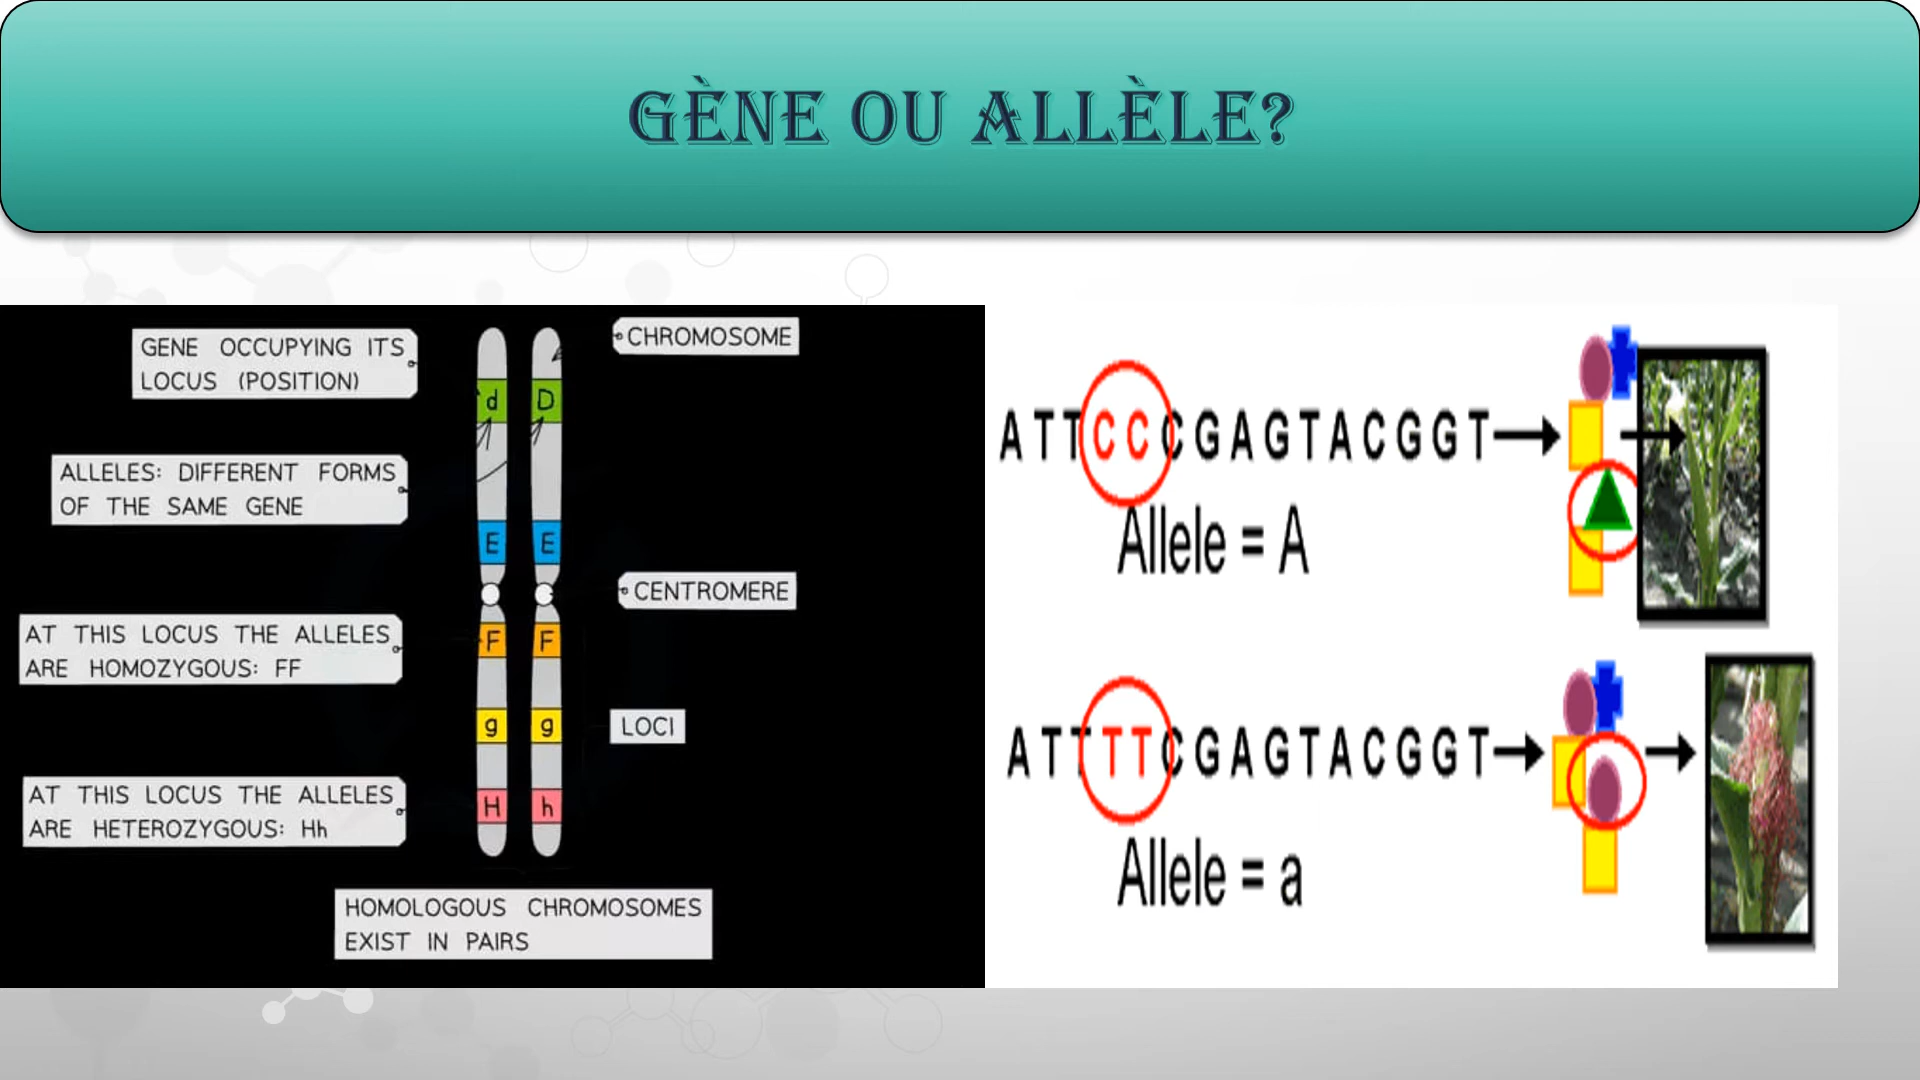 GÈNE OU ALLÈLE?
GENE OCCUPYING ITS
LOCUS (POSITION)
CHROMOSOME
d D
ALLELES: DIFFERENT FORMS
OF THE SAME GENE
E E
CENTROMERE
AT THIS LOCUS THE ALLELES
ARE HOMOZYGOUS: FF
F F
g g
LOCI
AT THIS LOCUS THE ALLELES
ARE HETEROZYGOUS: Hh
H h
HOMOLOGOUS CHROMOSOMES
EXIST IN PAIRS
ATTCCCGAGTACGGT
Allele = A
ATTTTCGAGTACGGT
Allele = a